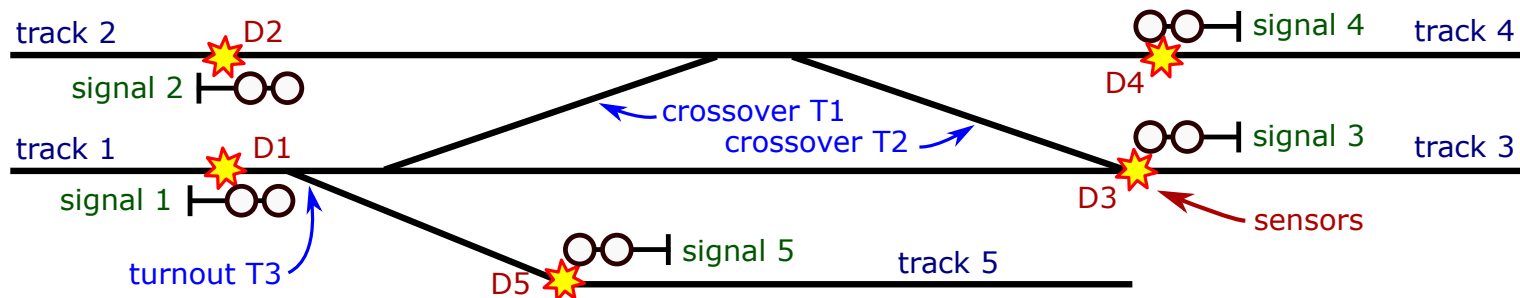 track 2
D2
signal 4
track 4
signal 2
D4
crossover T1
crossover T2
track 1
D1
signal 3
track 3
signal 1
D3
sensors
turnout T3
D5
signal 5
track 5